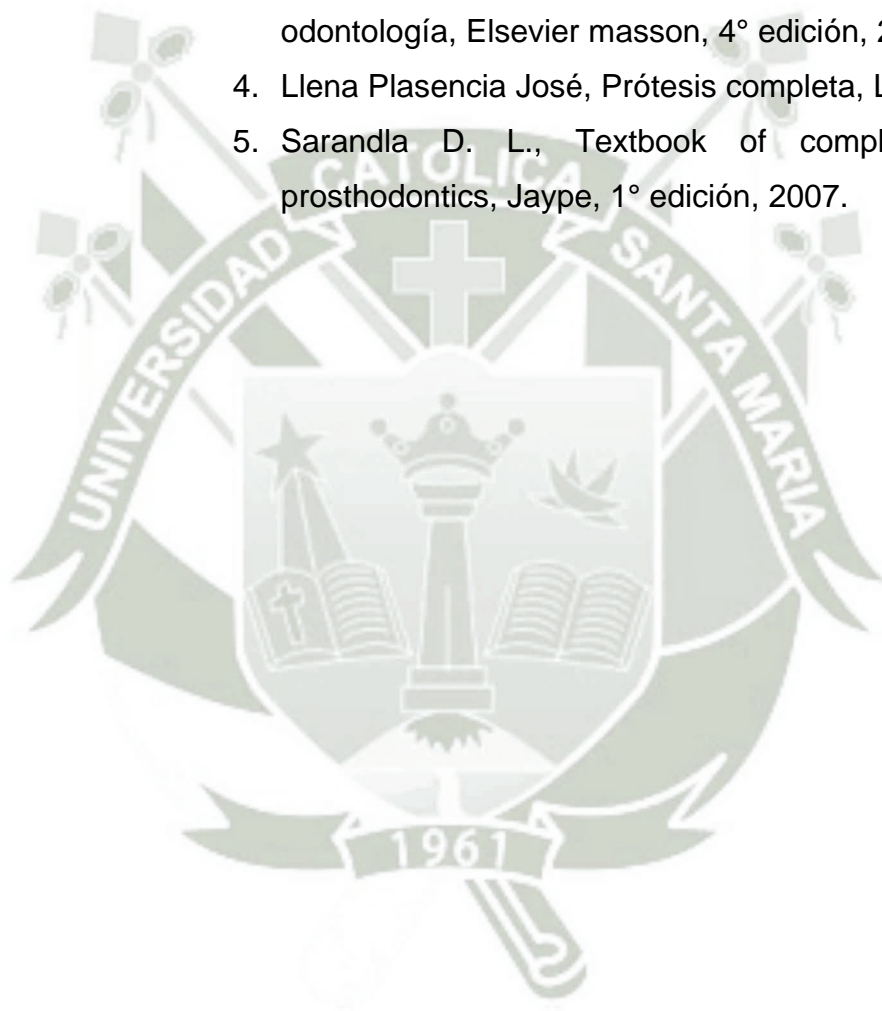 odontología, Elsevier masson, 4° edición, 2
4. Llena Plasencia José, Prótesis completa, L
5. Sarandla D. L., Textbook of compl
prosthodontics, Jaype, 1° edición, 2007.
UNIVERSIDAD CATOLICA SANTA MARIA
1961